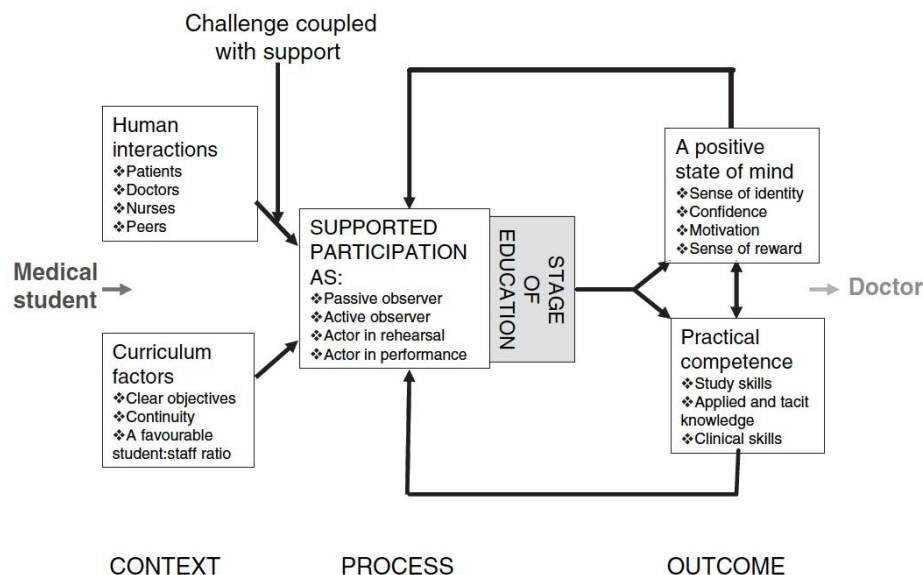 Challenge coupled
with support
Human
interactions
❖Patients
❖Doctors
❖Nurses
❖Peers
Medical
student
Curriculum
factors
❖Clear objectives
❖Continuity
❖A favourable
student:staff ratio
SUPPORTED
PARTICIPATION
AS:
❖Passive observer
❖Active observer
❖Actor in rehearsal
❖Actor in performance
STAGE
OF
EDUCATION
A positive
state of mind
❖Sense of identity
❖Confidence
❖Motivation
❖Sense of reward
Doctor
Practical
competence
❖Study skills
❖Applied and tacit
knowledge
❖Clinical skills
CONTEXT
PROCESS
OUTCOME